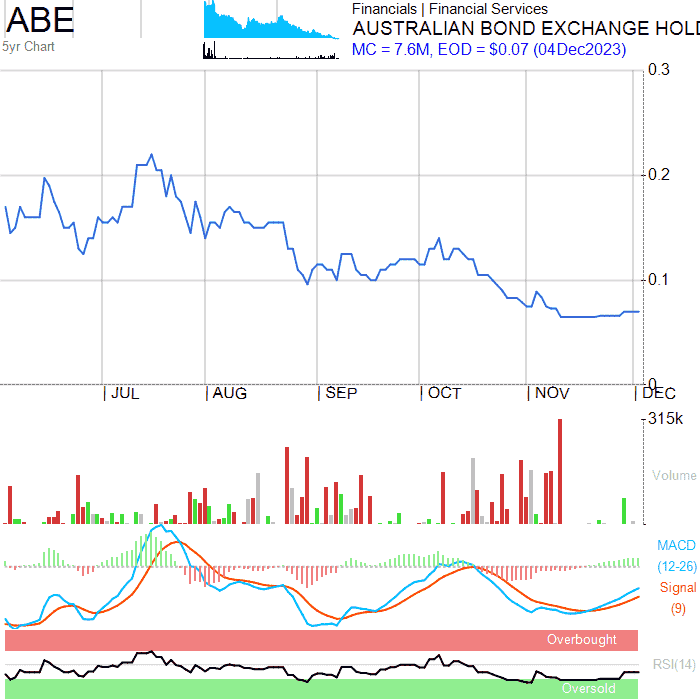 ABE
5yr Chart
Financials | Financial Services
AUSTRALIAN BOND EXCHANGE HOLD
MC = 7.6M, EOD = $0.07 (04Dec2023)
0.3
0.2
0.1
0
| JUL | AUG | SEP | OCT | NOV | DEC
315k
Volume
MACD
(12-26)
Signal
(9)
Overbought
RSI(14)
Oversold